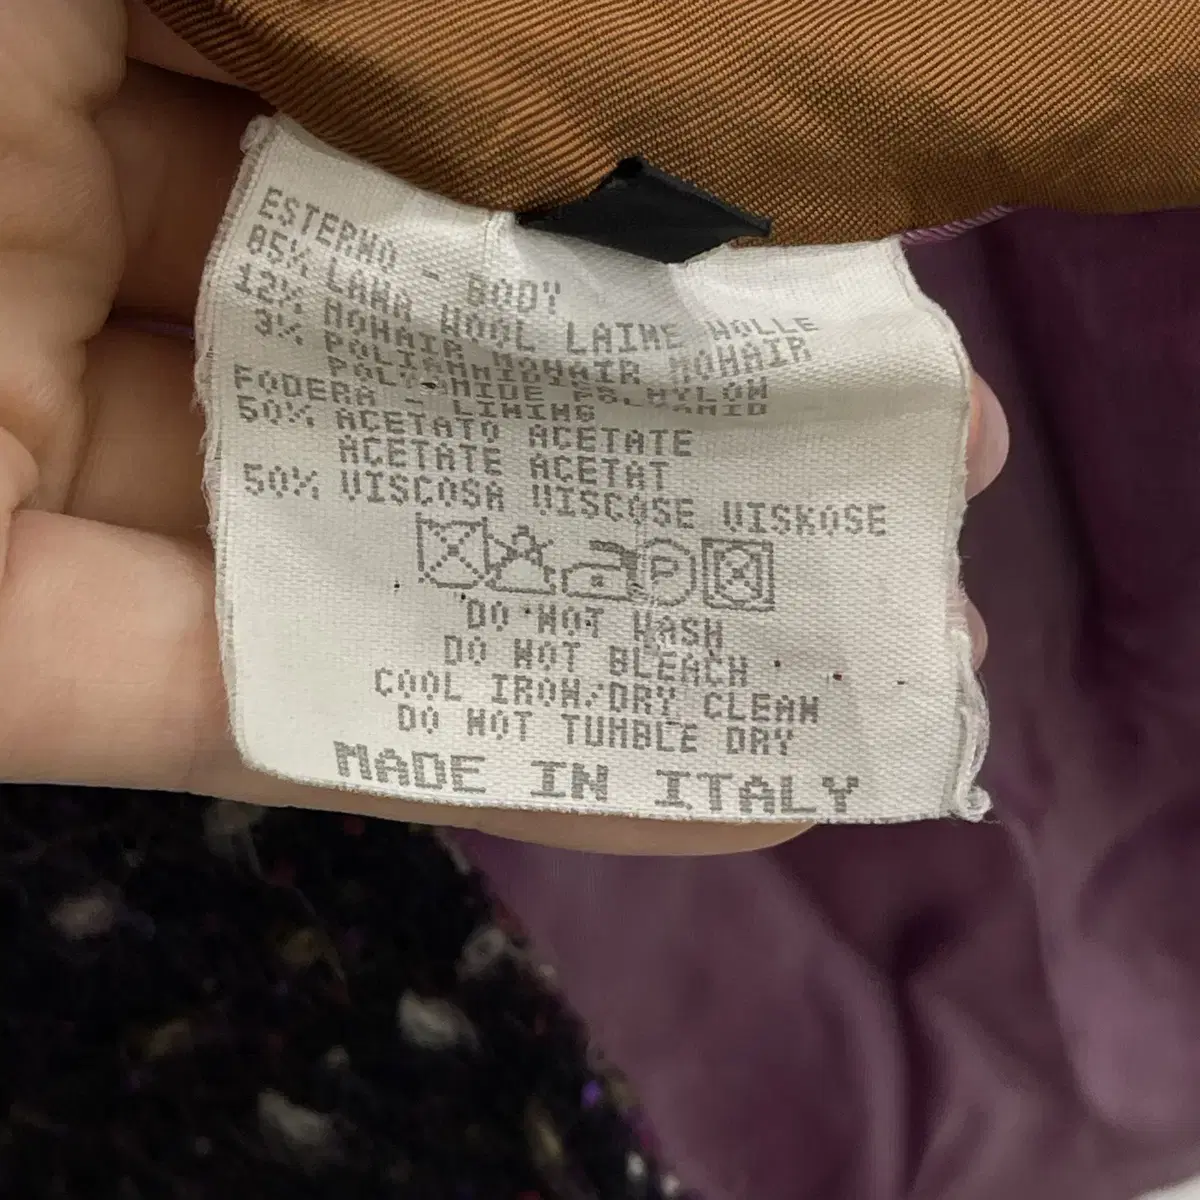 ESTERNO - BODY
85% LANA WOOL LAINE WOLLE
12% MOHAIR MOHAIR MOHAIR
3% POLIAMMIDE NYLON
POLYAMIDE POLYAMID
FODERA - LINING
50% ACETATO ACETATE
ACETATE ACETAT
50% VISCOSA VISCOSE VISKOSE
P
DO NOT WASH
DO NOT BLEACH
COOL IRON/DRY CLEAN
DO NOT TUMBLE DRY
MADE IN ITALY